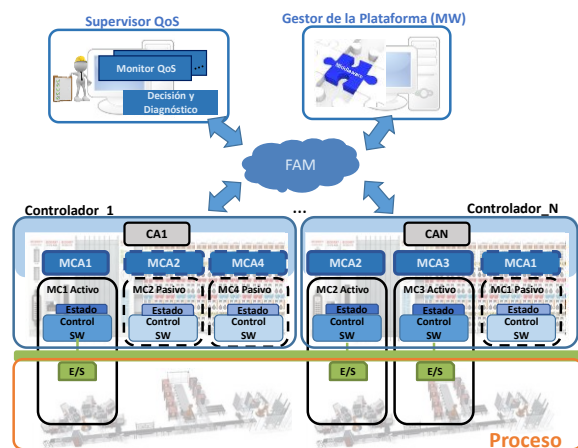 Supervisor QoS
Gestor de la Plataforma (MW)
Monitor QoS
...
Decisión y
Diagnóstico
Middleware
FAM
...
Controlador_1
Controlador_N
CA1
CAN
MCA1
MCA2
MCA4
MCA2
MCA3
MCA1
MC1 Activo
MC2 Pasivo
MC4 Pasivo
MC2 Activo
MC3 Activo
MC1 Pasivo
Estado
Estado
Estado
Estado
Estado
Estado
Control
SW
Control
SW
Control
SW
Control
SW
Control
SW
Control
SW
E/S
E/S
E/S
Proceso